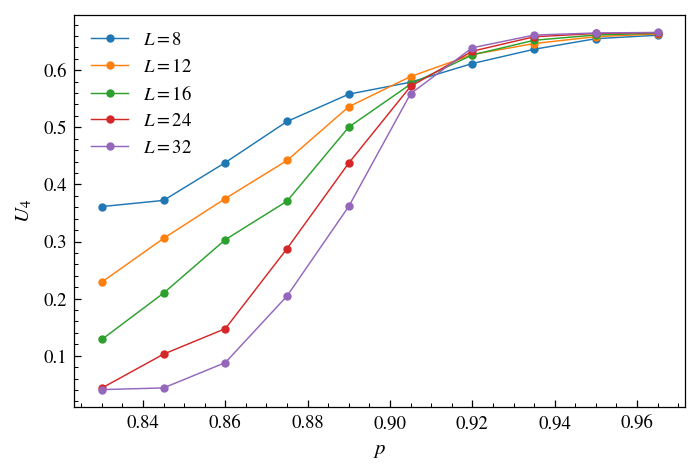 L = 8
L = 12
L = 16
L = 24
L = 32
U₄
0.6
0.5
0.4
0.3
0.2
0.1
0.84 0.86 0.88 0.90 0.92 0.94 0.96
p